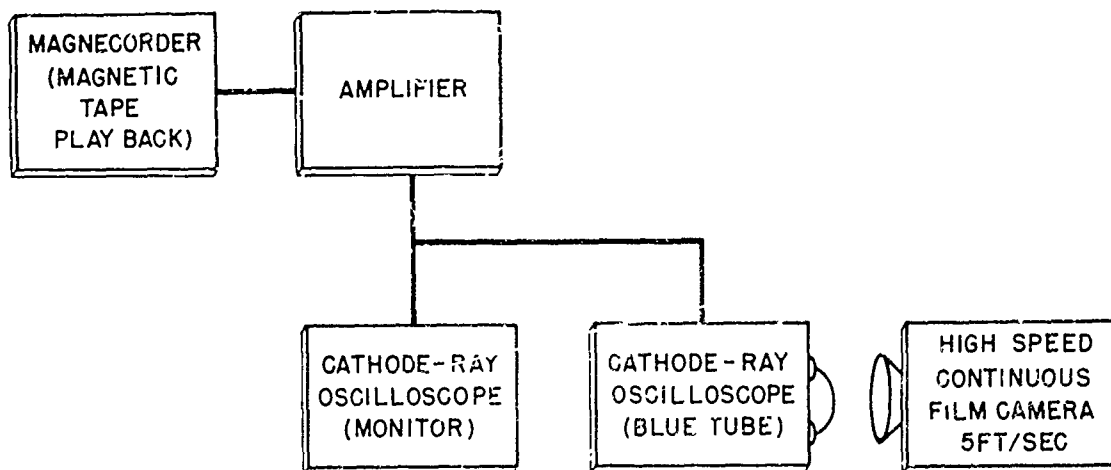 MAGNECORDER
(MAGNETIC
TAPE
PLAY BACK)
AMPLIFIER
CATHODE-RAY
OSCILLOSCOPE
(MONITOR)
CATHODE-RAY
OSCILLOSCOPE
(BLUE TUBE)
HIGH SPEED
CONTINUOUS
FILM CAMERA
5FT/SEC